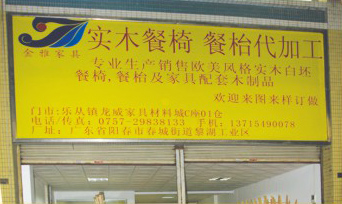 金雅家具
实木餐椅 餐枱代加工
专业生产销售欧美风格实木白坯
餐椅，餐枱及家具配套木制品
欢迎来图来样订做
门市：乐从镇龙威家具材料城C座01仓
电话/传真：0757-29838133 手机：13715490078
厂址：广东省阳春市春城街道黎湖工业区